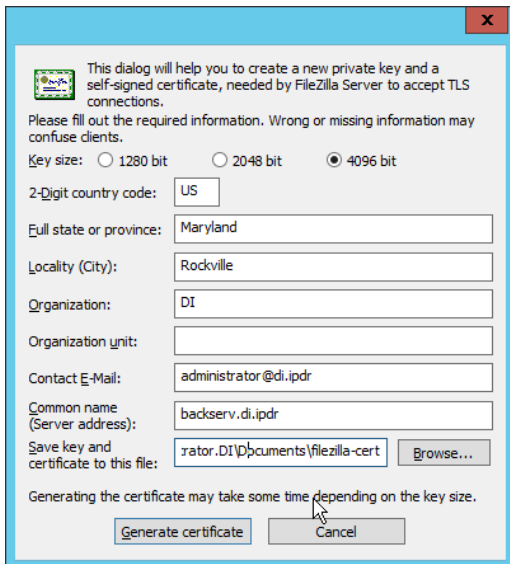 x
This dialog will help you to create a new private key and a
self-signed certificate, needed by FileZilla Server to accept TLS
connections.
Please fill out the required information. Wrong or missing information may
confuse clients.
Key size: 1280 bit 2048 bit 4096 bit
2-Digit country code: US
Full state or province: Maryland
Locality (City): Rockville
Organization: DI
Organization unit:
Contact E-Mail: administrator@di.ipdr
Common name
(Server address): backserv.di.ipdr
Save key and
certificate to this file: :rator.DI\Documents\filezilla-cert Browse...
Generating the certificate may take some time depending on the key size.
Generate certificate Cancel